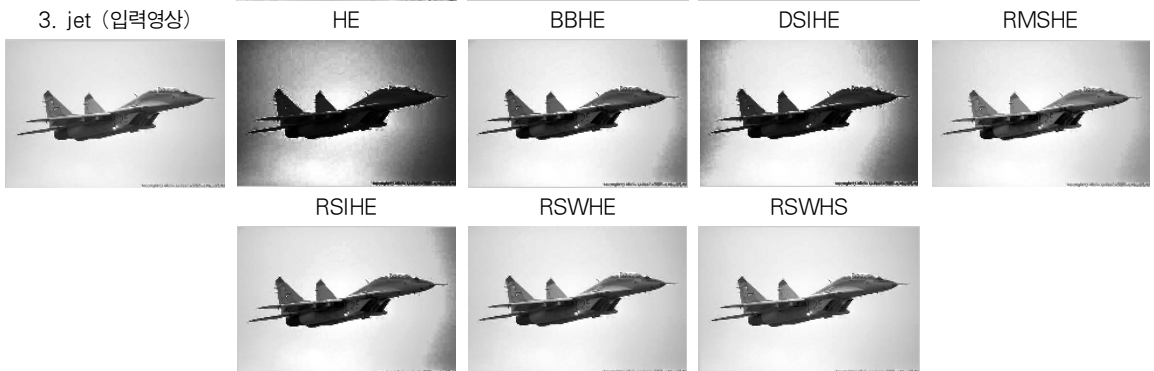 3. jet (입력영상) HE BBHE DSIHE RMSHE
RSIHE RSWHE RSWHS